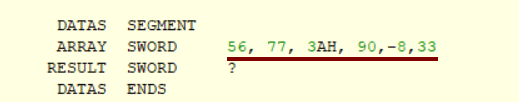 DATAS SEGMENT
ARRAY SWORD 56, 77, 3AH, 90,-8,33
RESULT SWORD ?
DATAS ENDS